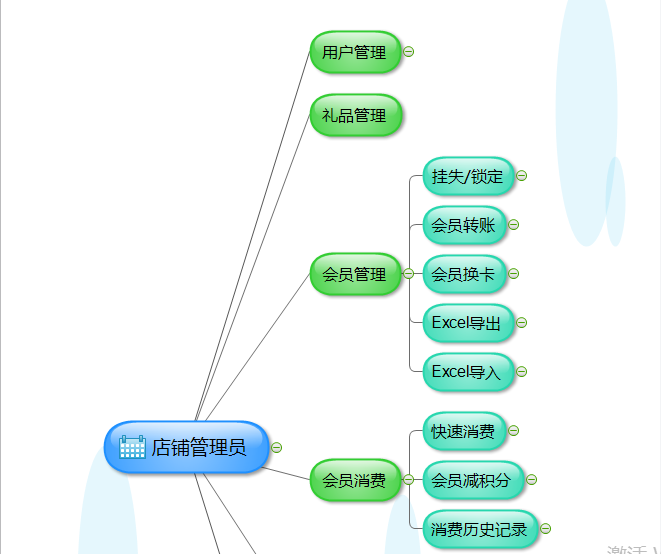 用户管理
礼品管理
挂失/锁定
会员转账
会员管理
会员换卡
Excel导出
Excel导入
快速消费
店铺管理员
会员消费
会员减积分
消费历史记录
激活